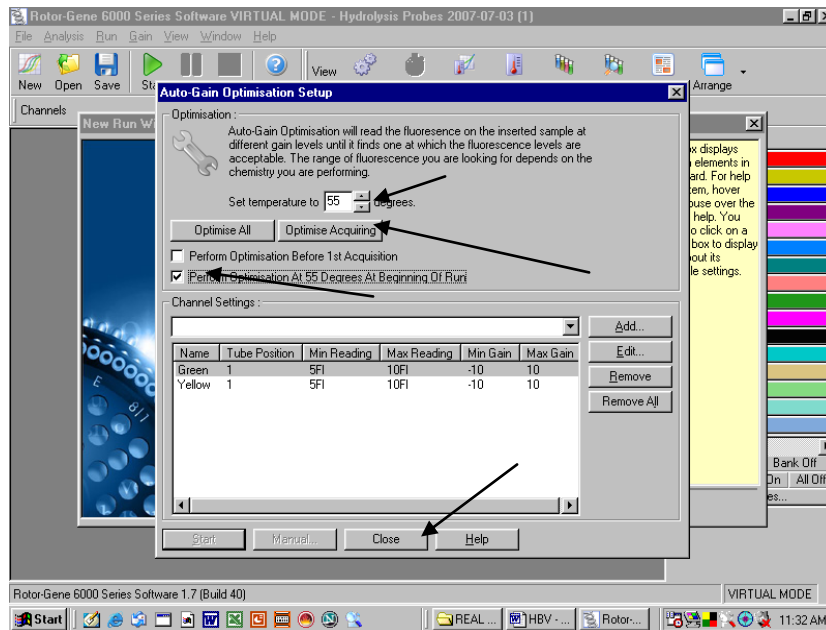 Rotor-Gene 6000 Series Software VIRTUAL MODE - Hydrolysis Probes 2007-07-03 (1)
File Analysis Run Gain View Window Help
New Open Save View Arrange
Channels
New Run
Auto-Gain Optimisation Setup
Optimisation :
Auto-Gain Optimisation will read the fluoresence on the inserted sample at
different gain levels until it finds one at which the fluorescence levels are
acceptable. The range of fluorescence you are looking for depends on the
chemistry you are performing.
Set temperature to 55 degrees.
Optimise All Optimise Acquiring
Perform Optimisation Before 1st Acquisition
Perform Optimisation At 55 Degrees At Beginning Of Run
Channel Settings :
Add...
Name Tube Position Min Reading Max Reading Min Gain Max Gain
Edit...
Green 1 5Fl 10Fl -10 10
Yellow 1 5Fl 10Fl -10 10
Remove
Remove All
Start Manual... Close Help
displays
elements in
For help
hover
over the
help. You
click on a
box to display
its
settings.
Bank Off
On All Off
Rotor-Gene 6000 Series Software 1.7 (Build 40) VIRTUAL MODE
Start REAL ... HBV - ... Rotor-... 11:32 AM